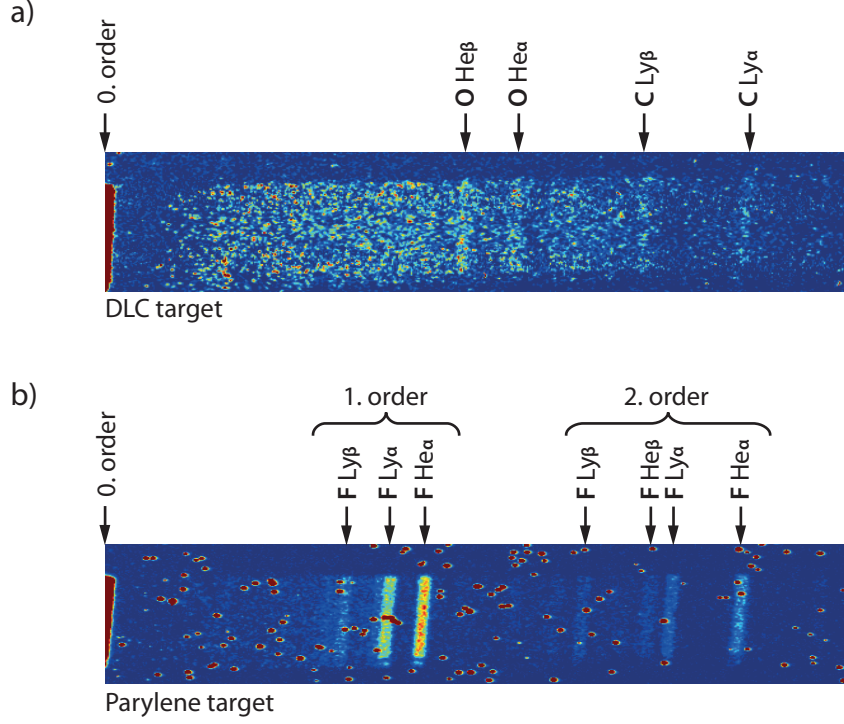 a)
0. order
O Heβ
O Heα
C Lyβ
C Lyα
DLC target
b)
1. order
2. order
0. order
F Lyβ
F Lyα
F Heα
F Lyβ
F Heβ
F Lyα
F Heα
Parylene target